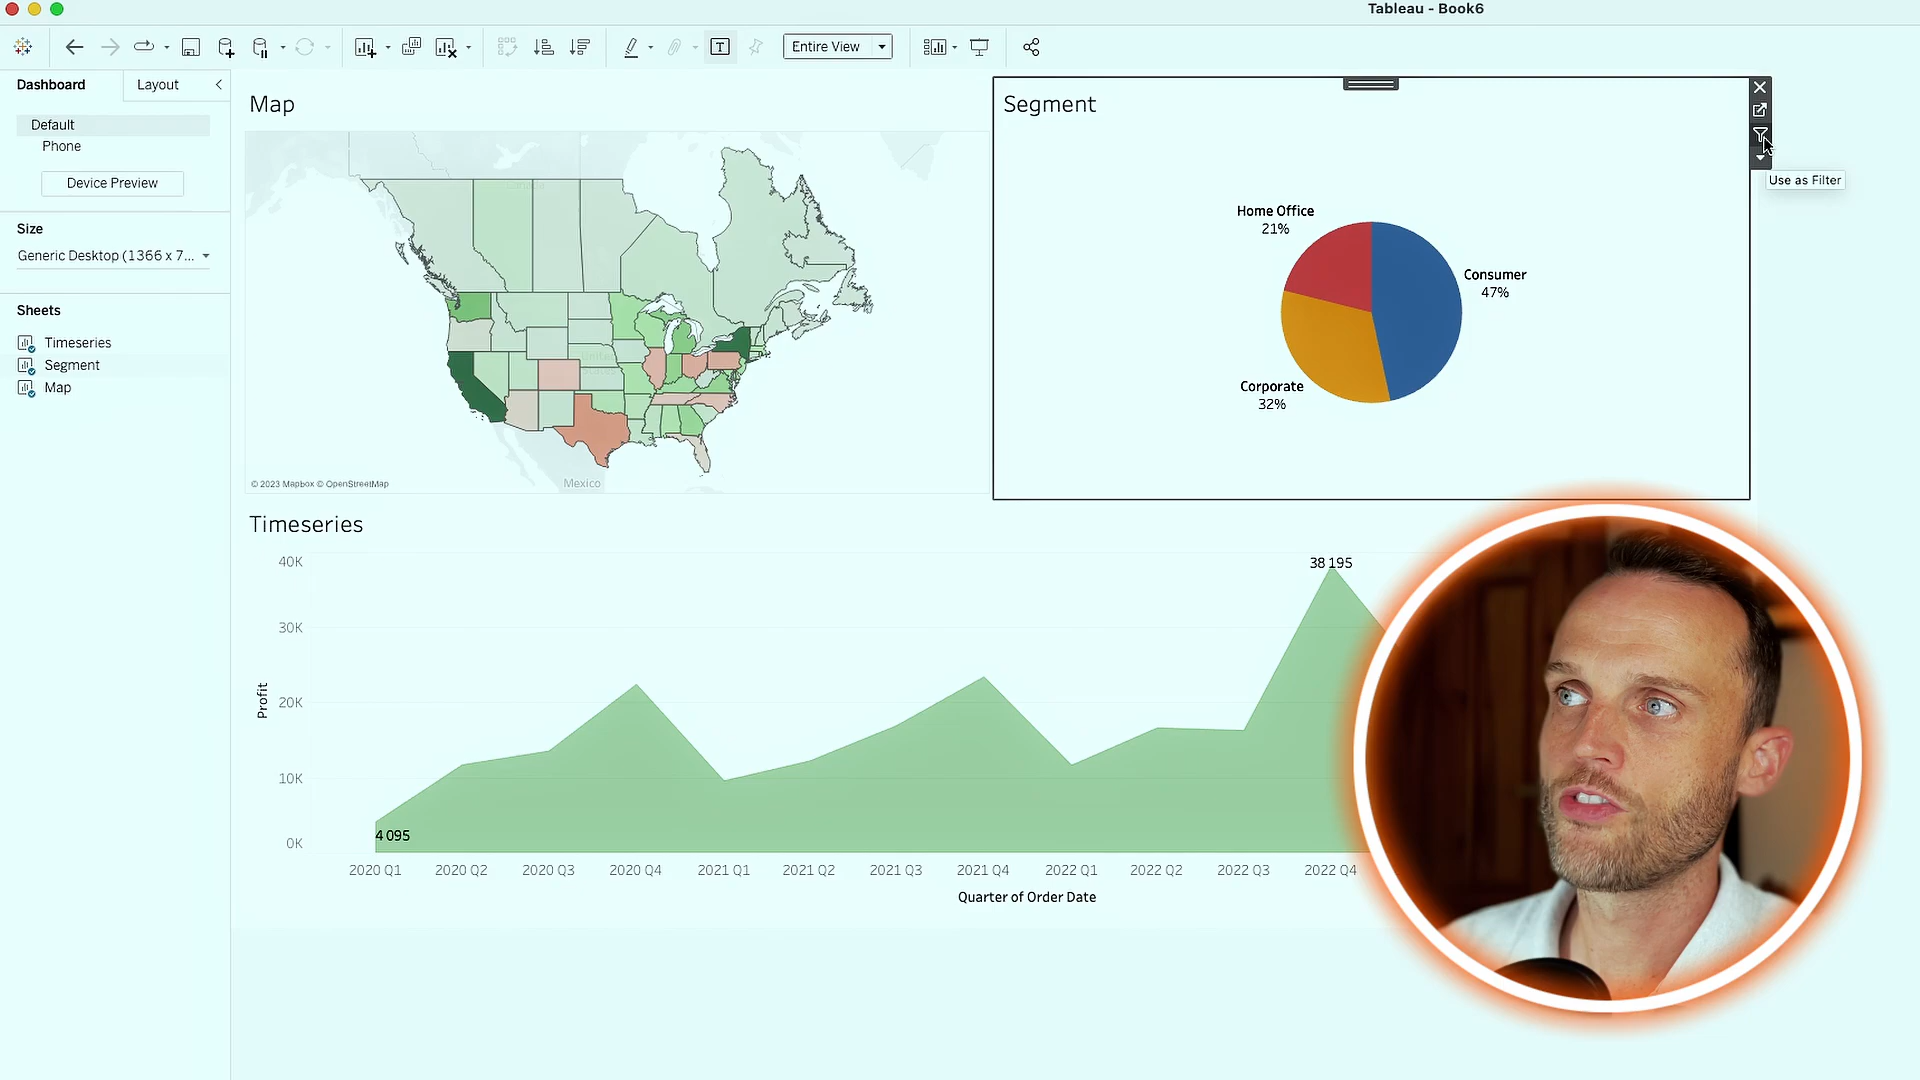 Tableau - Book6
Entire View
Dashboard
Layout
Default
Phone
Device Preview
Size
Generic Desktop (1366 x 7...
Sheets
Timeseries
Segment
Map
Map
© 2023 Mapbox © OpenStreetMap
Mexico
Segment
Use as Filter
Home Office
21%
Consumer
47%
Corporate
32%
Timeseries
40K
30K
20K
10K
0K
Profit
38 195
4 095
2020 Q1
2020 Q2
2020 Q3
2020 Q4
2021 Q1
2021 Q2
2021 Q3
2021 Q4
2022 Q1
2022 Q2
2022 Q3
2022 Q4
Quarter of Order Date